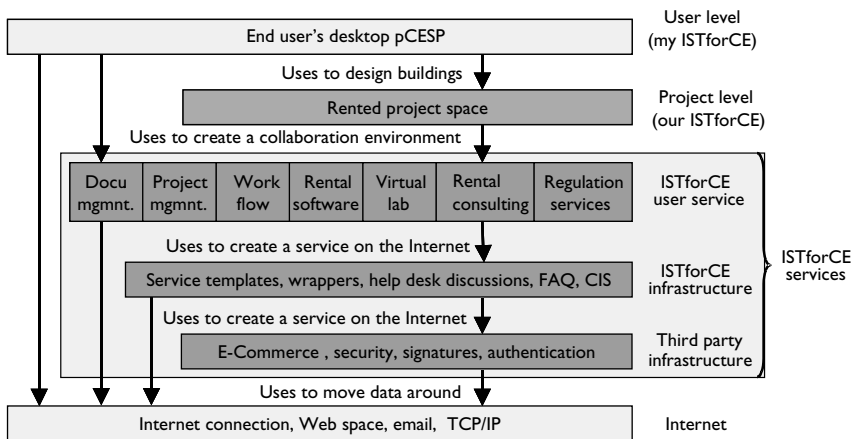 User level
(my ISTforCE)
End user's desktop pCESP
Uses to design buildings
Rented project space
Project level
(our ISTforCE)
Uses to create a collaboration environment
Docu
mgmnt.
Project
mgmnt.
Work
flow
Rental
software
Virtual
lab
Rental
consulting
Regulation
services
ISTforCE
user service
Uses to create a service on the Internet
Service templates, wrappers, help desk discussions, FAQ, CIS
ISTforCE
infrastructure
ISTforCE
services
Uses to create a service on the Internet
E-Commerce , security, signatures, authentication
Third party
infrastructure
Uses to move data around
Internet connection, Web space, email, TCP/IP
Internet